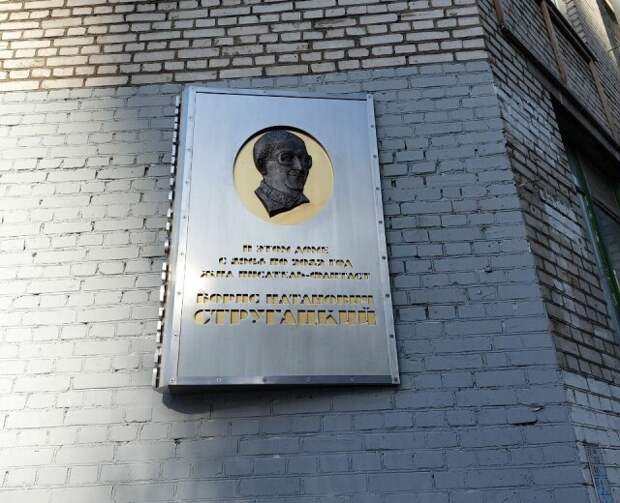 В ЭТОМ ДОМЕ
С 1964 ПО 2012 ГОД
ЖИЛ ПИСАТЕЛЬ-ФАНТАСТ
БОРИС НАТАНОВИЧ
СТРУГАЦКИЙ